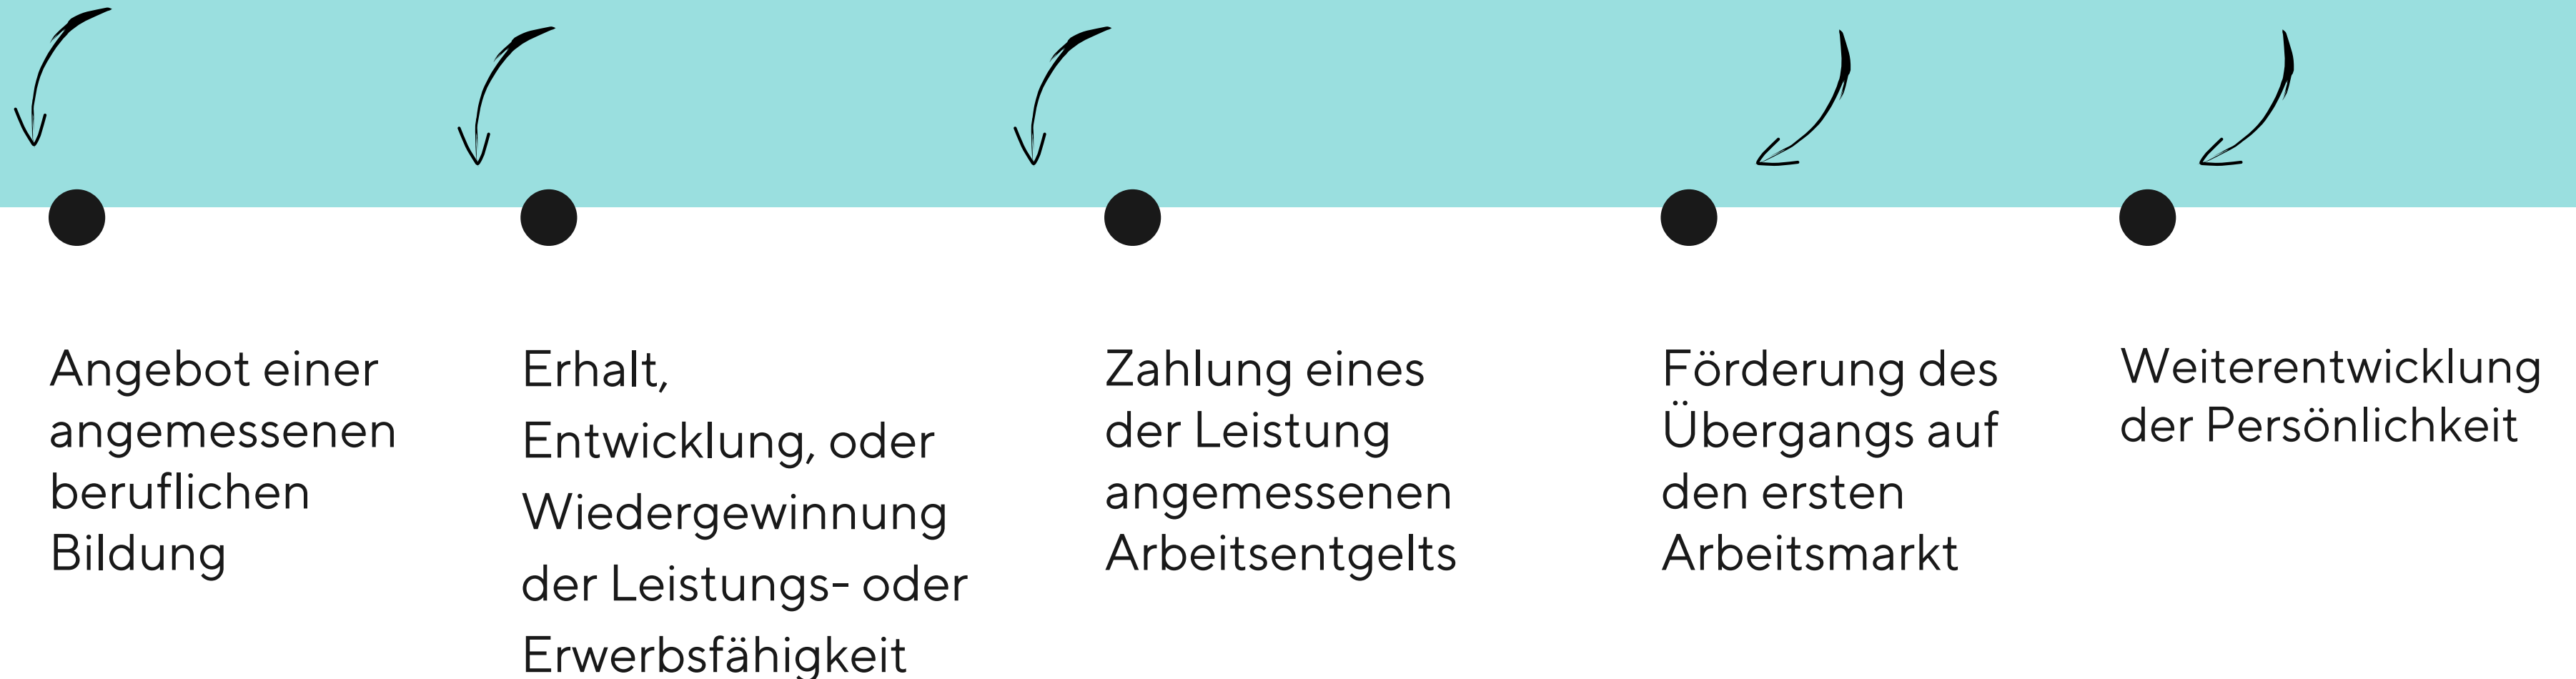 Angebot einer
angemessenen
beruflichen
Bildung
Erhalt,
Entwicklung, oder
Wiedergewinnung
der Leistungs- oder
Erwerbsfähigkeit
Zahlung eines
der Leistung
angemessenen
Arbeitsentgelts
Förderung des
Übergangs auf
den ersten
Arbeitsmarkt
Weiterentwicklung
der Persönlichkeit